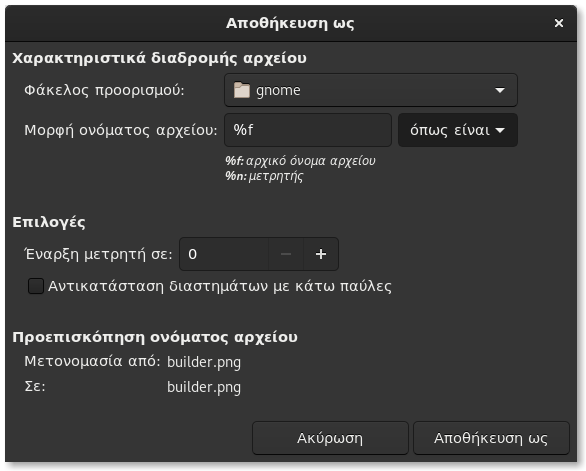 Αποθήκευση ως
Χαρακτηριστικά διαδρομής αρχείου
Φάκελος προορισμού: gnome
Μορφή ονόματος αρχείου: %f όπως είναι
%f: αρχικό όνομα αρχείου
%n: μετρητής
Επιλογές
Έναρξη μετρητή σε: 0
Αντικατάσταση διαστημάτων με κάτω παύλες
Προεπισκόπηση ονόματος αρχείου
Μετονομασία από: builder.png
Σε: builder.png
Ακύρωση Αποθήκευση ως